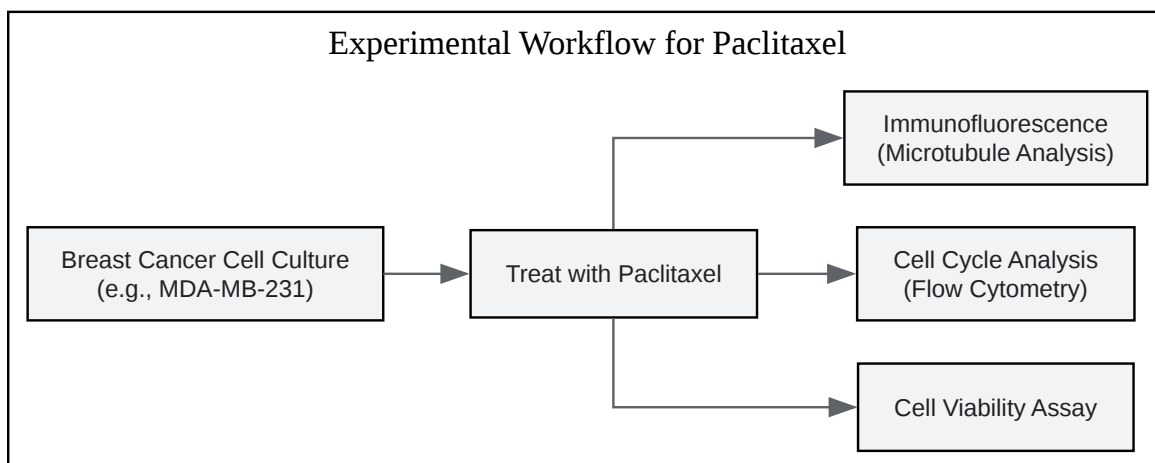 Experimental Workflow for Paclitaxel
Immunofluorescence
(Microtubule Analysis)
Breast Cancer Cell Culture
(e.g., MDA-MB-231)
Treat with Paclitaxel
Cell Cycle Analysis
(Flow Cytometry)
Cell Viability Assay